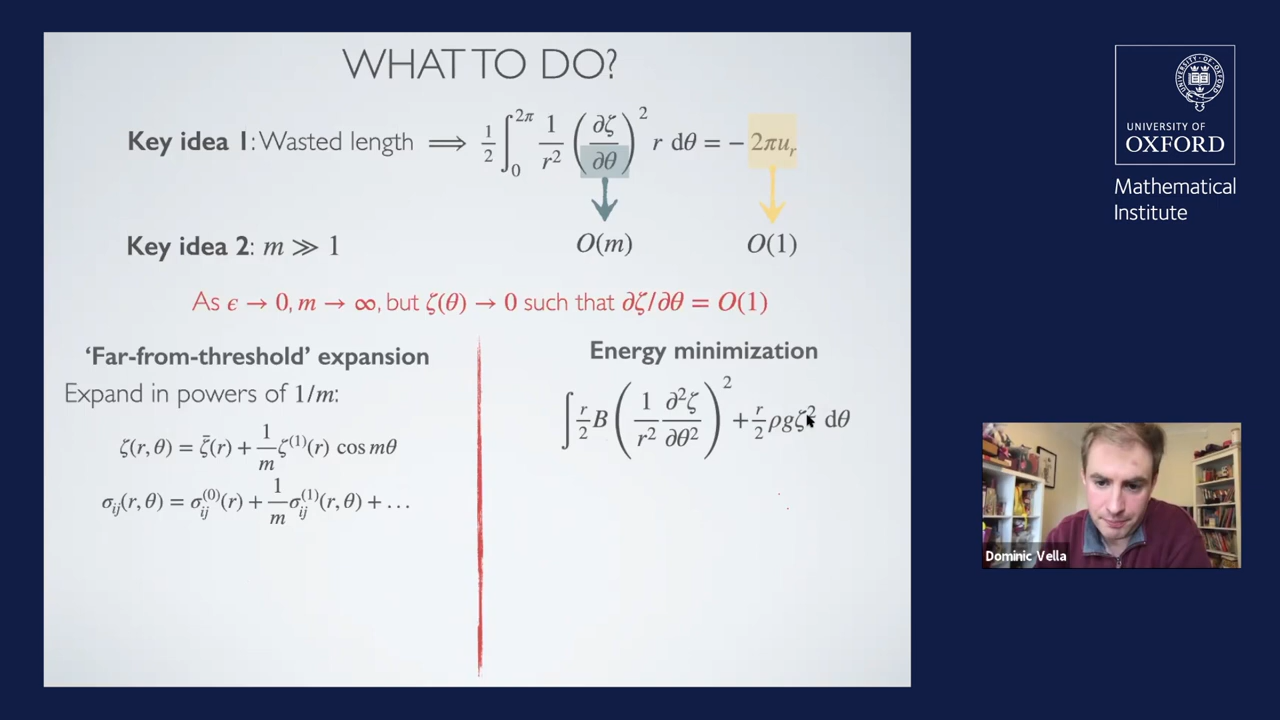 WHAT TO DO?
Key idea 1: Wasted length ⟹ 1/2 ∫₀^{2π} 1/r² (∂ζ/∂θ)² r dθ = − 2πu_r
O(m) O(1)
Key idea 2: m ≫ 1
As ϵ → 0, m → ∞, but ζ(θ) → 0 such that ∂ζ/∂θ = O(1)
‘Far-from-threshold’ expansion
Expand in powers of 1/m:
ζ(r, θ) = ζ̄(r) + 1/m ζ^{(1)}(r) cos mθ
σ_{ij}(r, θ) = σ_{ij}^{(0)}(r) + 1/m σ_{ij}^{(1)}(r, θ) + …
Energy minimization
∫ r/2 B (1/r² ∂²ζ/∂θ²)² + r/2 ρgζ² dθ
UNIVERSITY OF
OXFORD
Mathematical
Institute
Dominic Vella